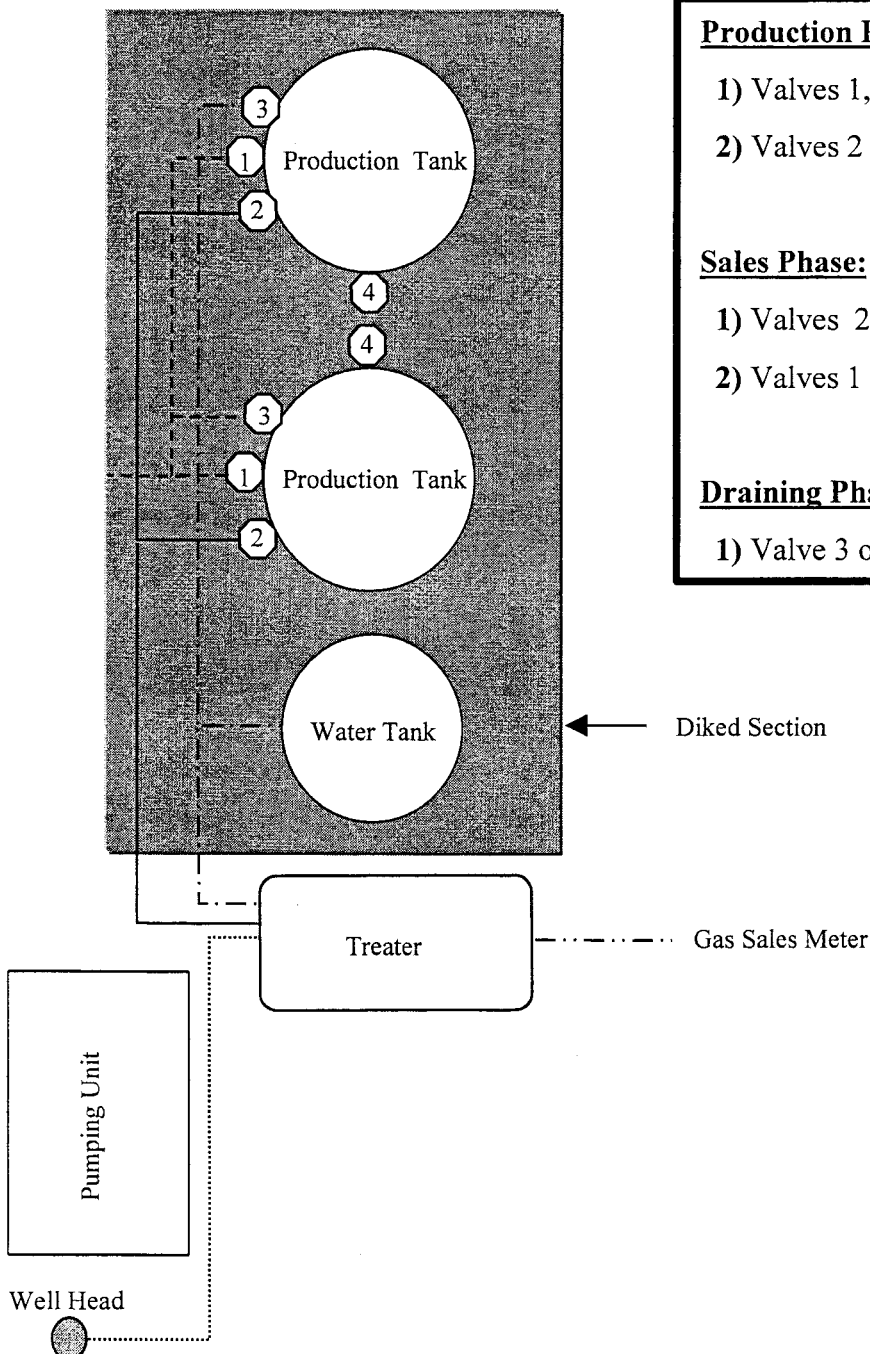 Production
1) Valves 1,
2) Valves 2
Sales Phase:
1) Valves 2
2) Valves 1
Draining
1) Valve 3
3
1
Production Tank
2
4
4
3
1
Production Tank
2
Water Tank
Diked Section
Treater
Gas Sales Meter
Pumping Unit
Well Head